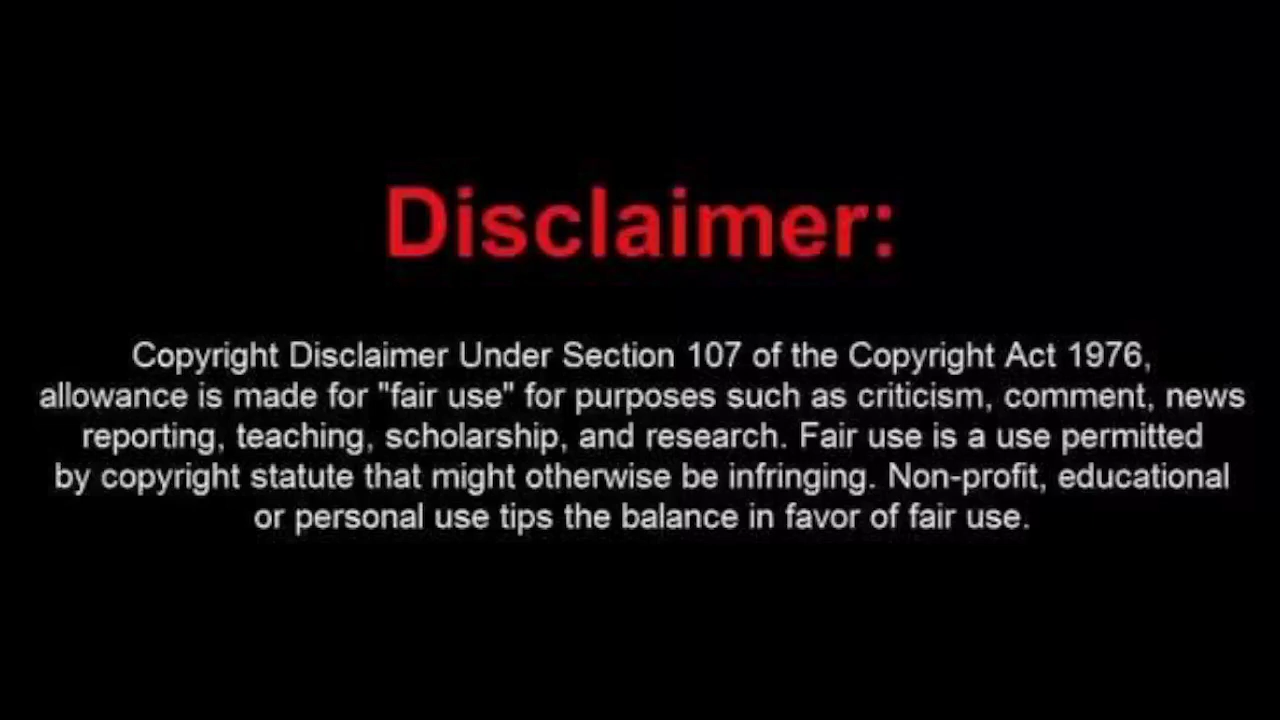 Disclaimer:
Copyright Disclaimer Under Section 107 of the Copyright Act 1976,
allowance is made for "fair use" for purposes such as criticism, comment, news
reporting, teaching, scholarship, and research. Fair use is a use permitted
by copyright statute that might otherwise be infringing. Non-profit, educational
or personal use tips the balance in favor of fair use.